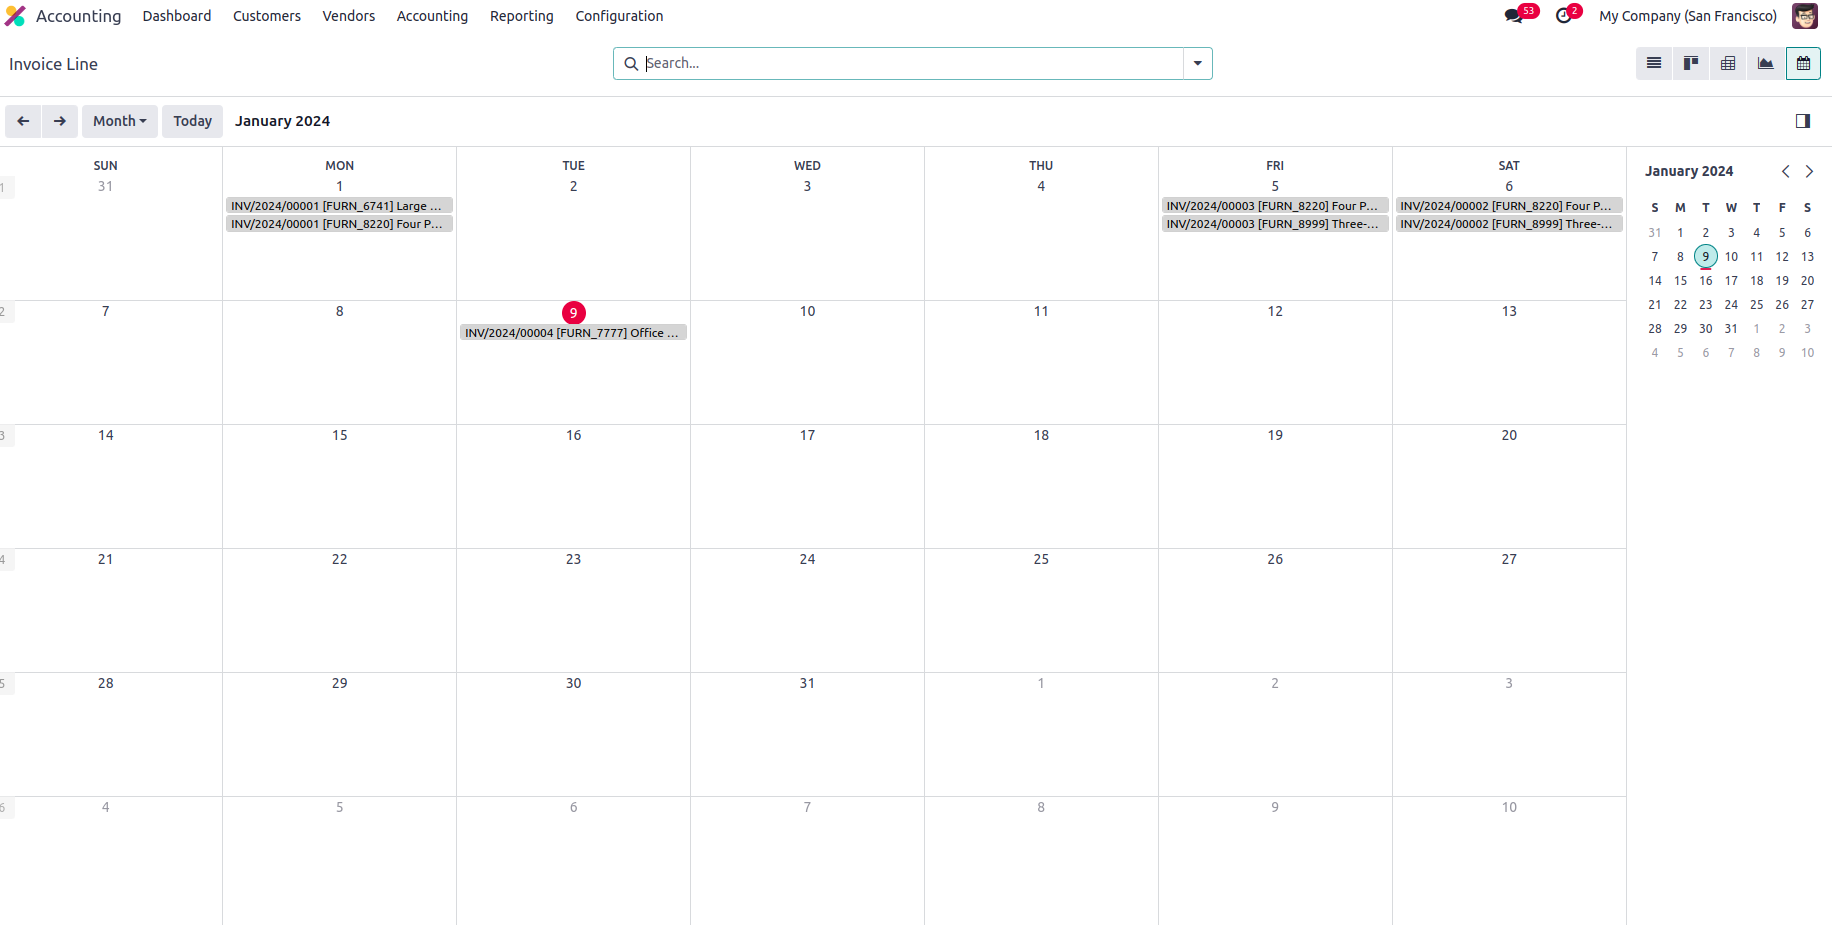 Accounting Dashboard Customers Vendors Accounting Reporting Configuration 53 2 My Company (San Francisco)
Invoice Line Search...
Month Today January 2024
SUN MON TUE WED THU FRI SAT
1 31 1 2 3 4 5 6
INV/2024/00001 [FURN_6741] Large ... INV/2024/00003 [FURN_8220] Four P... INV/2024/00002 [FURN_8220] Four P...
INV/2024/00001 [FURN_8220] Four P... INV/2024/00003 [FURN_8999] Three-... INV/2024/00002 [FURN_8999] Three-...
2 7 8 9 10 11 12 13
INV/2024/00004 [FURN_7777] Office ...
3 14 15 16 17 18 19 20
4 21 22 23 24 25 26 27
5 28 29 30 31 1 2 3
6 4 5 6 7 8 9 10
January 2024
S M T W T F S
31 1 2 3 4 5 6
7 8 9 10 11 12 13
14 15 16 17 18 19 20
21 22 23 24 25 26 27
28 29 30 31 1 2 3
4 5 6 7 8 9 10